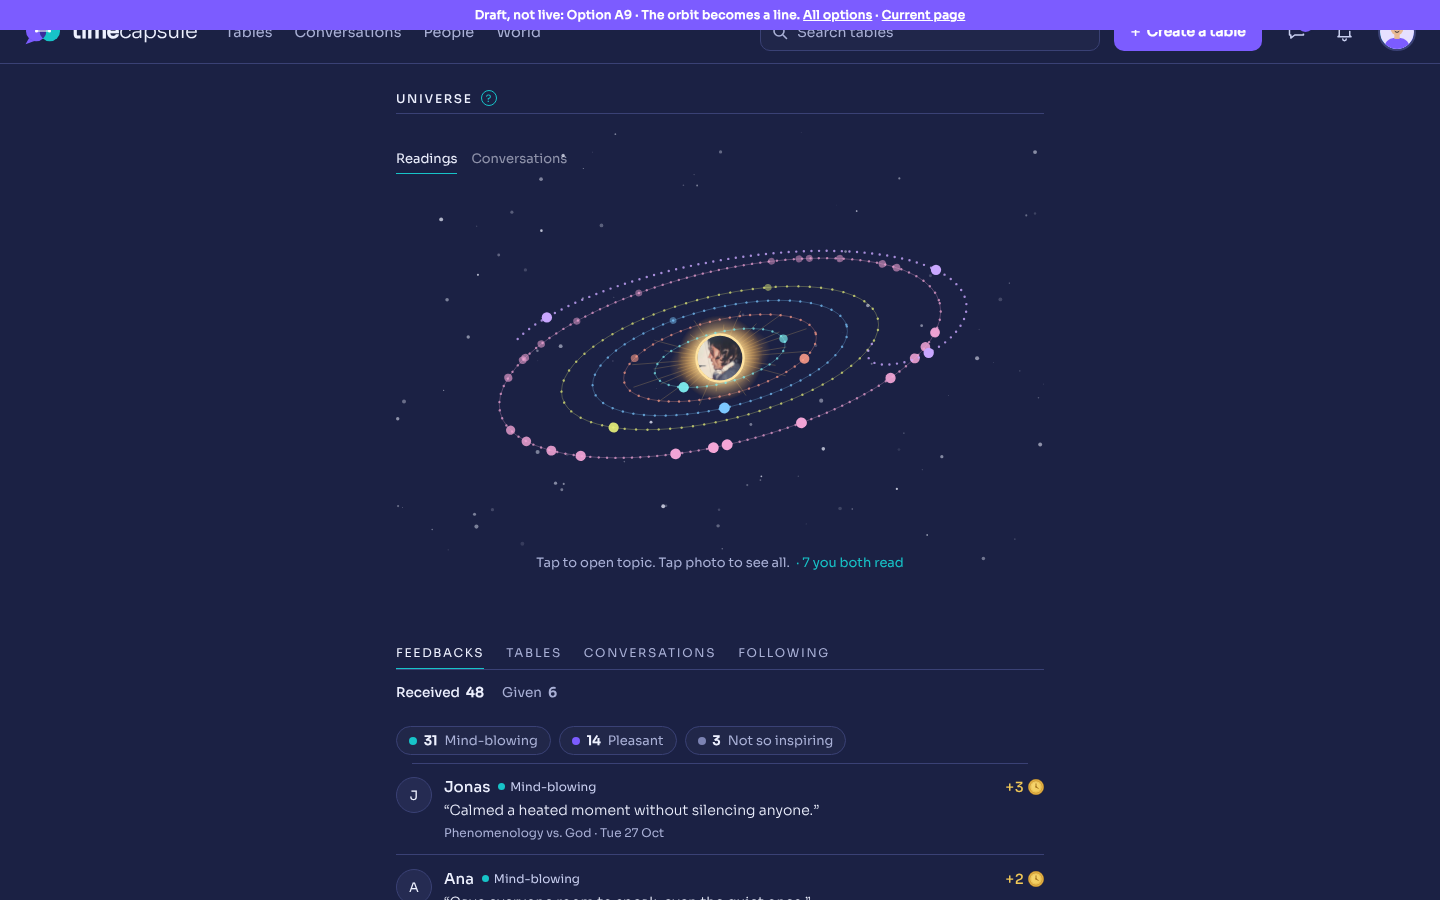 Draft, not live: Option A9 · The orbit becomes a line. All options · Current page
timecapsule Tables Conversations People World Search tables + Create a table
UNIVERSE ?
Readings Conversations
Tap to open topic. Tap photo to see all. · 7 you both read
FEEDBACKS TABLES CONVERSATIONS FOLLOWING
Received 48 Given 6
31 Mind-blowing 14 Pleasant 3 Not so inspiring
J Jonas Mind-blowing +3
“Calmed a heated moment without silencing anyone.”
Phenomenology vs. God · Tue 27 Oct
A Ana Mind-blowing +2